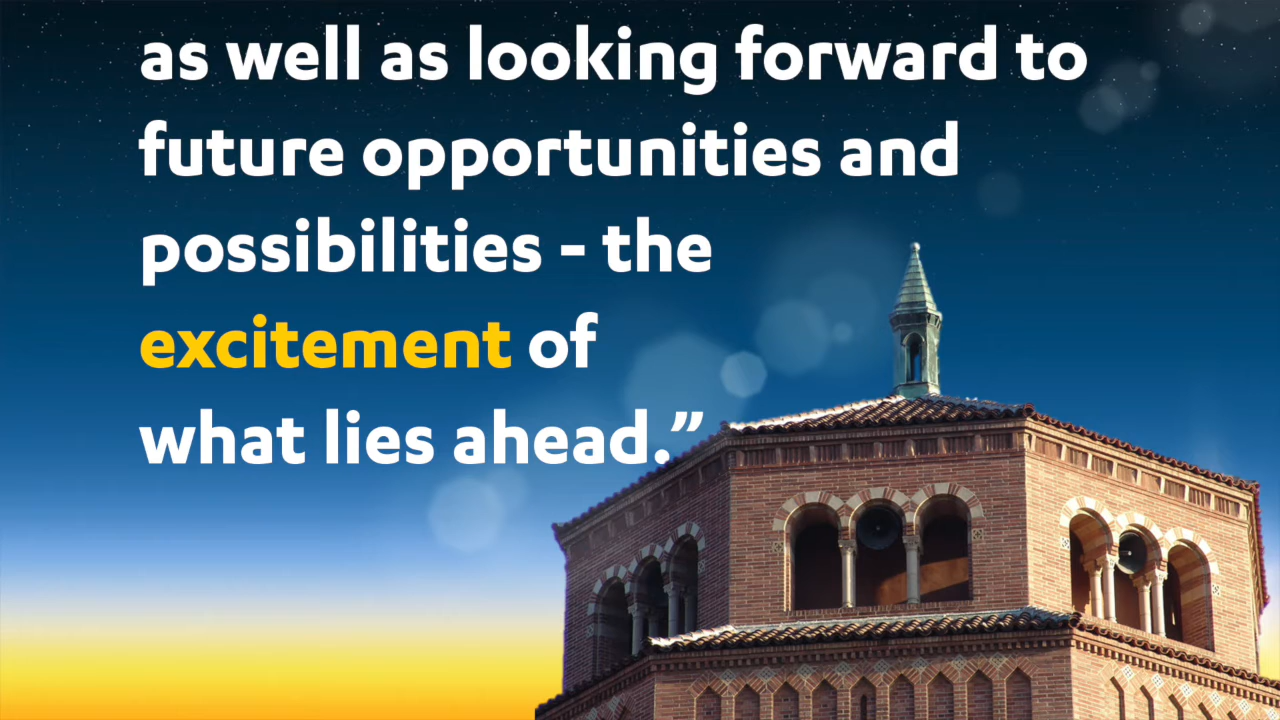 as well as looking forward to
future opportunities and
possibilities - the
excitement of
what lies ahead.”